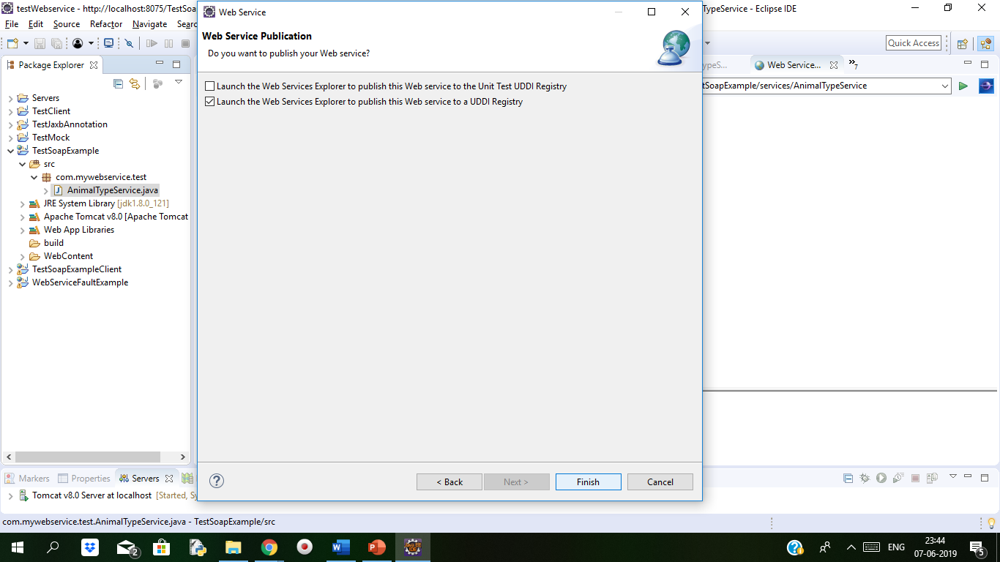 testWebservice - http://localhost:8075/TestSoa
TypeService - Eclipse IDE
Web Service
File Edit Source Refactor Navigate Searc
Web Service Publication
Do you want to publish your Web service?
Quick Access
Package Explorer
ypeS...
Web Service...
7
Launch the Web Services Explorer to publish this Web service to the Unit Test UDDI Registry
tSoapExample/services/AnimalTypeService
Launch the Web Services Explorer to publish this Web service to a UDDI Registry
Servers
TestClient
TestJaxbAnnotation
TestMock
TestSoapExample
src
com.mywebservice.test
AnimalTypeService.java
JRE System Library [jdk1.8.0_121]
Apache Tomcat v8.0 [Apache Tomcat
Web App Libraries
build
WebContent
TestSoapExampleClient
WebServiceFaultExample
< Back
Next >
Finish
Cancel
Markers
Properties
Servers
Tomcat v8.0 Server at localhost [Started, Sy
com.mywebservice.test.AnimalTypeService.java - TestSoapExample/src
2
JAVA EE
IDE
ENG
23:44
07-06-2019
5